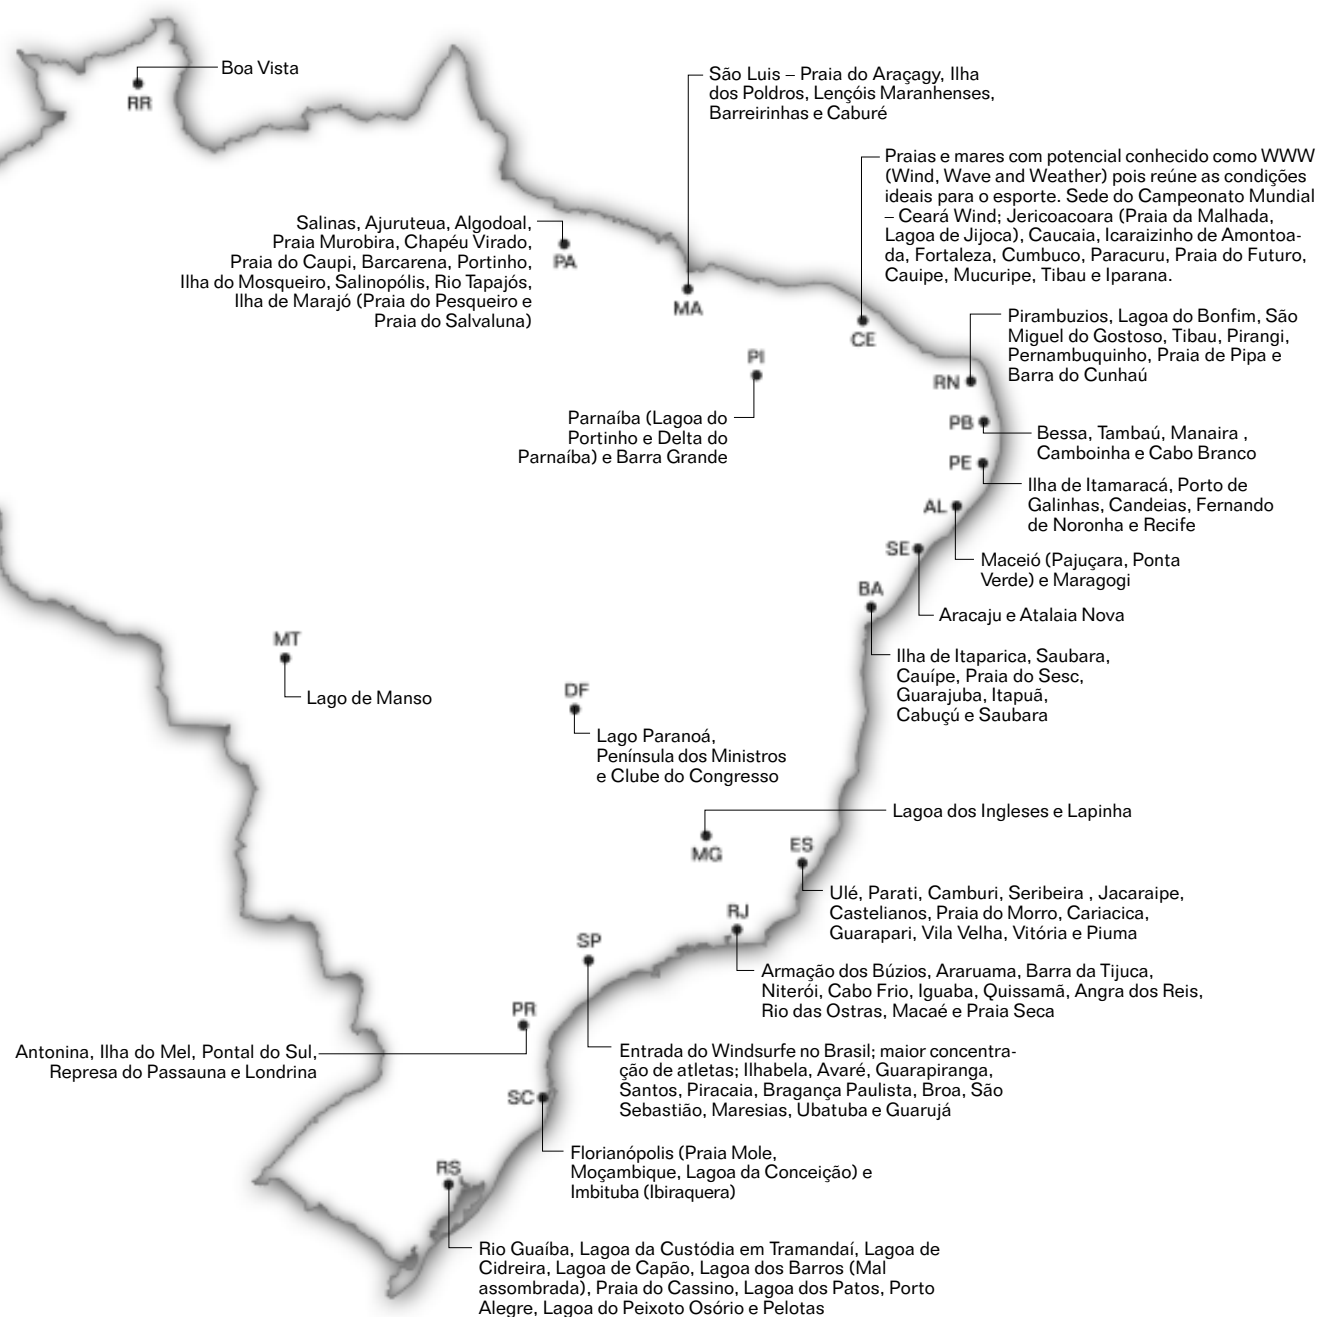 Boa Vista
RR
São Luis – Praia do Araçagy, Ilha
dos Poldros, Lençóis Maranhenses,
Barreirinhas e Caburé
MA
Praias e mares com potencial conhecido como WWW
(Wind, Wave and Weather) pois reúne as condições
ideais para o esporte. Sede do Campeonato Mundial
– Ceará Wind; Jericoacoara (Praia da Malhada,
Lagoa de Jijoca), Caucaia, Icaraizinho de Amontoa-
da, Fortaleza, Cumbuco, Paracuru, Praia do Futuro,
Cauipe, Mucuripe, Tibau e Iparana.
CE
Salinas, Ajuruteua, Algodoal,
Praia Murobira, Chapéu Virado,
Praia do Caupi, Barcarena, Portinho,
Ilha do Mosqueiro, Salinopólis, Rio Tapajós,
Ilha de Marajó (Praia do Pesqueiro e
Praia do Salvaluna)
PA
Pirambuzios, Lagoa do Bonfim, São
Miguel do Gostoso, Tibau, Pirangi,
Pernambuquinho, Praia de Pipa e
Barra do Cunhaú
RN
PI
Parnaíba (Lagoa do
Portinho e Delta do
Parnaíba) e Barra Grande
PB
Bessa, Tambaú, Manaira ,
Camboinha e Cabo Branco
PE
Ilha de Itamaracá, Porto de
Galinhas, Candeias, Fernando
de Noronha e Recife
AL
Maceió (Pajuçara, Ponta
Verde) e Maragogi
SE
Aracaju e Atalaia Nova
BA
Ilha de Itaparica, Saubara,
Cauípe, Praia do Sesc,
Guarajuba, Itapuã,
Cabuçú e Saubara
MT
Lago de Manso
DF
Lago Paranoá,
Península dos Ministros
e Clube do Congresso
Lagoa dos Ingleses e Lapinha
MG
ES
Ulé, Parati, Camburi, Seribeira , Jacaraipe,
Castelianos, Praia do Morro, Cariacica,
Guarapari, Vila Velha, Vitória e Piuma
RJ
Armação dos Búzios, Araruama, Barra da Tijuca,
Niterói, Cabo Frio, Iguaba, Quissamã, Angra dos Reis,
Rio das Ostras, Macaé e Praia Seca
SP
Entrada do Windsurfe no Brasil; maior concentra-
ção de atletas; Ilhabela, Avaré, Guarapiranga,
Santos, Piracaia, Bragança Paulista, Broa, São
Sebastião, Maresias, Ubatuba e Guarujá
PR
Antonina, Ilha do Mel, Pontal do Sul,
Represa do Passauna e Londrina
SC
Florianópolis (Praia Mole,
Moçambique, Lagoa da Conceição) e
Imbituba (Ibiraquera)
RS
Rio Guaíba, Lagoa da Custódia em Tramandaí, Lagoa de
Cidreira, Lagoa de Capão, Lagoa dos Barros (Mal
assombrada), Praia do Cassino, Lagoa dos Patos, Porto
Alegre, Lagoa do Peixoto Osório e Pelotas